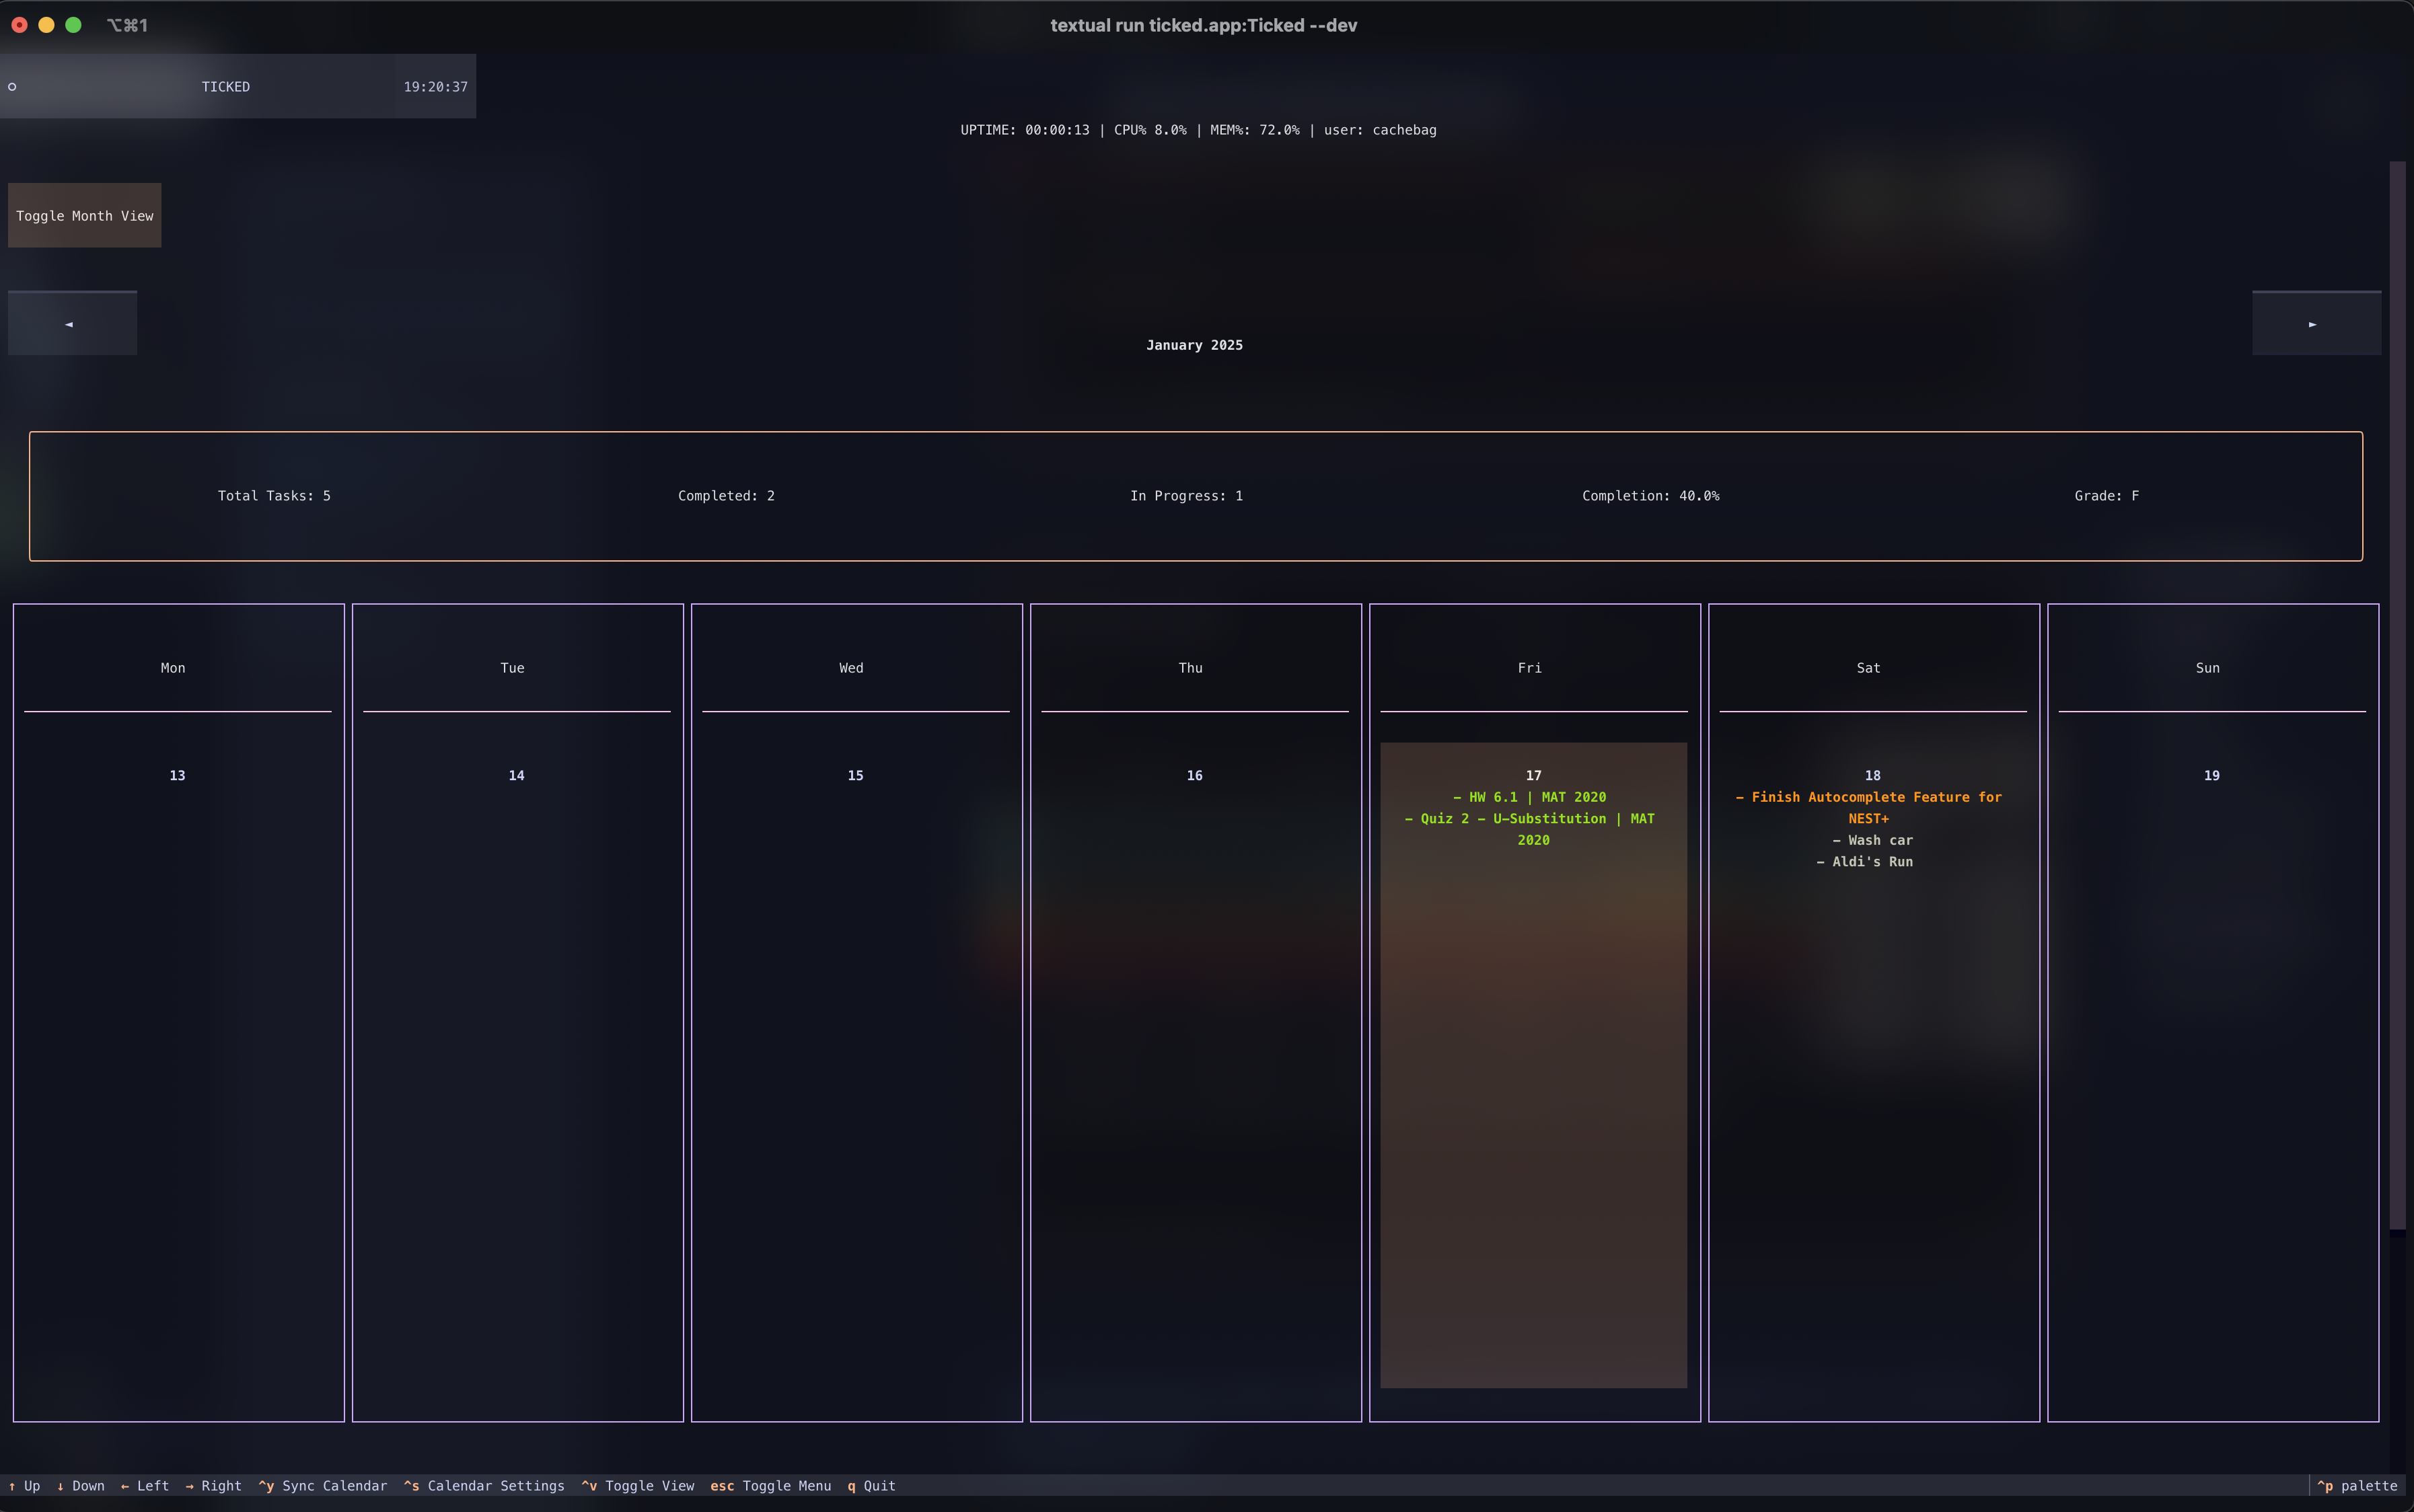 ⌥⌘1 textual run ticked.app:Ticked --dev
TICKED 19:20:37
UPTIME: 00:00:13 | CPU% 8.0% | MEM%: 72.0% | user: cachebag
Toggle Month View
◄ ►
January 2025
Total Tasks: 5 Completed: 2 In Progress: 1 Completion: 40.0% Grade: F
Mon Tue Wed Thu Fri Sat Sun
13 14 15 16 17 18 19
- HW 6.1 | MAT 2020
- Quiz 2 - U-Substitution | MAT
2020
- Finish Autocomplete Feature for
NEST+
- Wash car
- Aldi's Run
↑ Up ↓ Down ← Left → Right ^y Sync Calendar ^s Calendar Settings ^v Toggle View esc Toggle Menu q Quit ^p palette